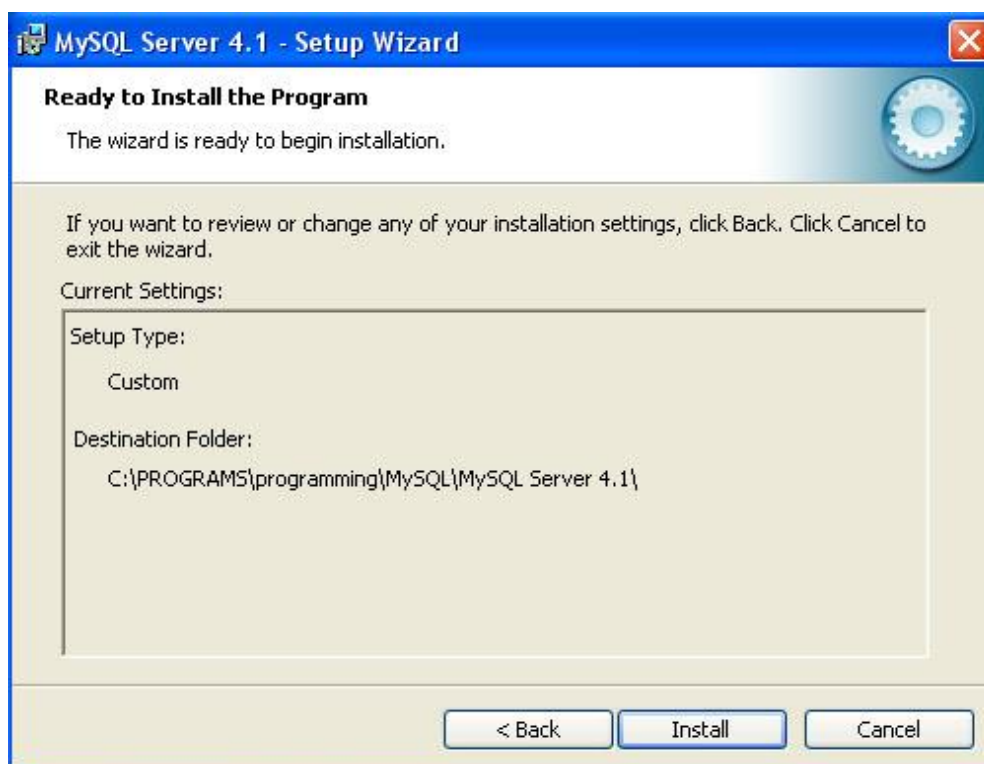 MySQL Server 4.1 - Setup Wizard
Ready to Install the Program
The wizard is ready to begin installation.
If you want to review or change any of your installation settings, click Back. Click Cancel to
exit the wizard.
Current Settings:
Setup Type:
Custom
Destination Folder:
C:\PROGRAMS\programming\MySQL\MySQL Server 4.1\
< Back Install Cancel